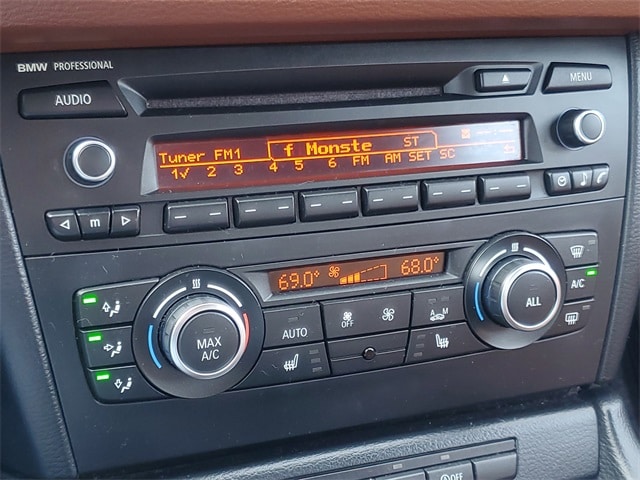 BMW PROFESSIONAL
AUDIO
MENU
Tuner FM1 f Monste ST
1✓ 2 3 4 5 6 FM AM SET SC
m
69.0° 68.0°
MAX A/C
AUTO
OFF
A M
ALL
A/C
OFF